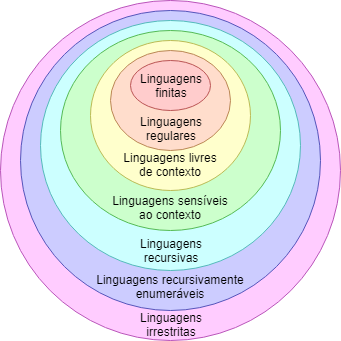 Linguagens
finitas
Linguagens
regulares
Linguagens livres
de contexto
Linguagens sensíveis
ao contexto
Linguagens
recursivas
Linguagens recursivamente
enumeráveis
Linguagens
irrestritas